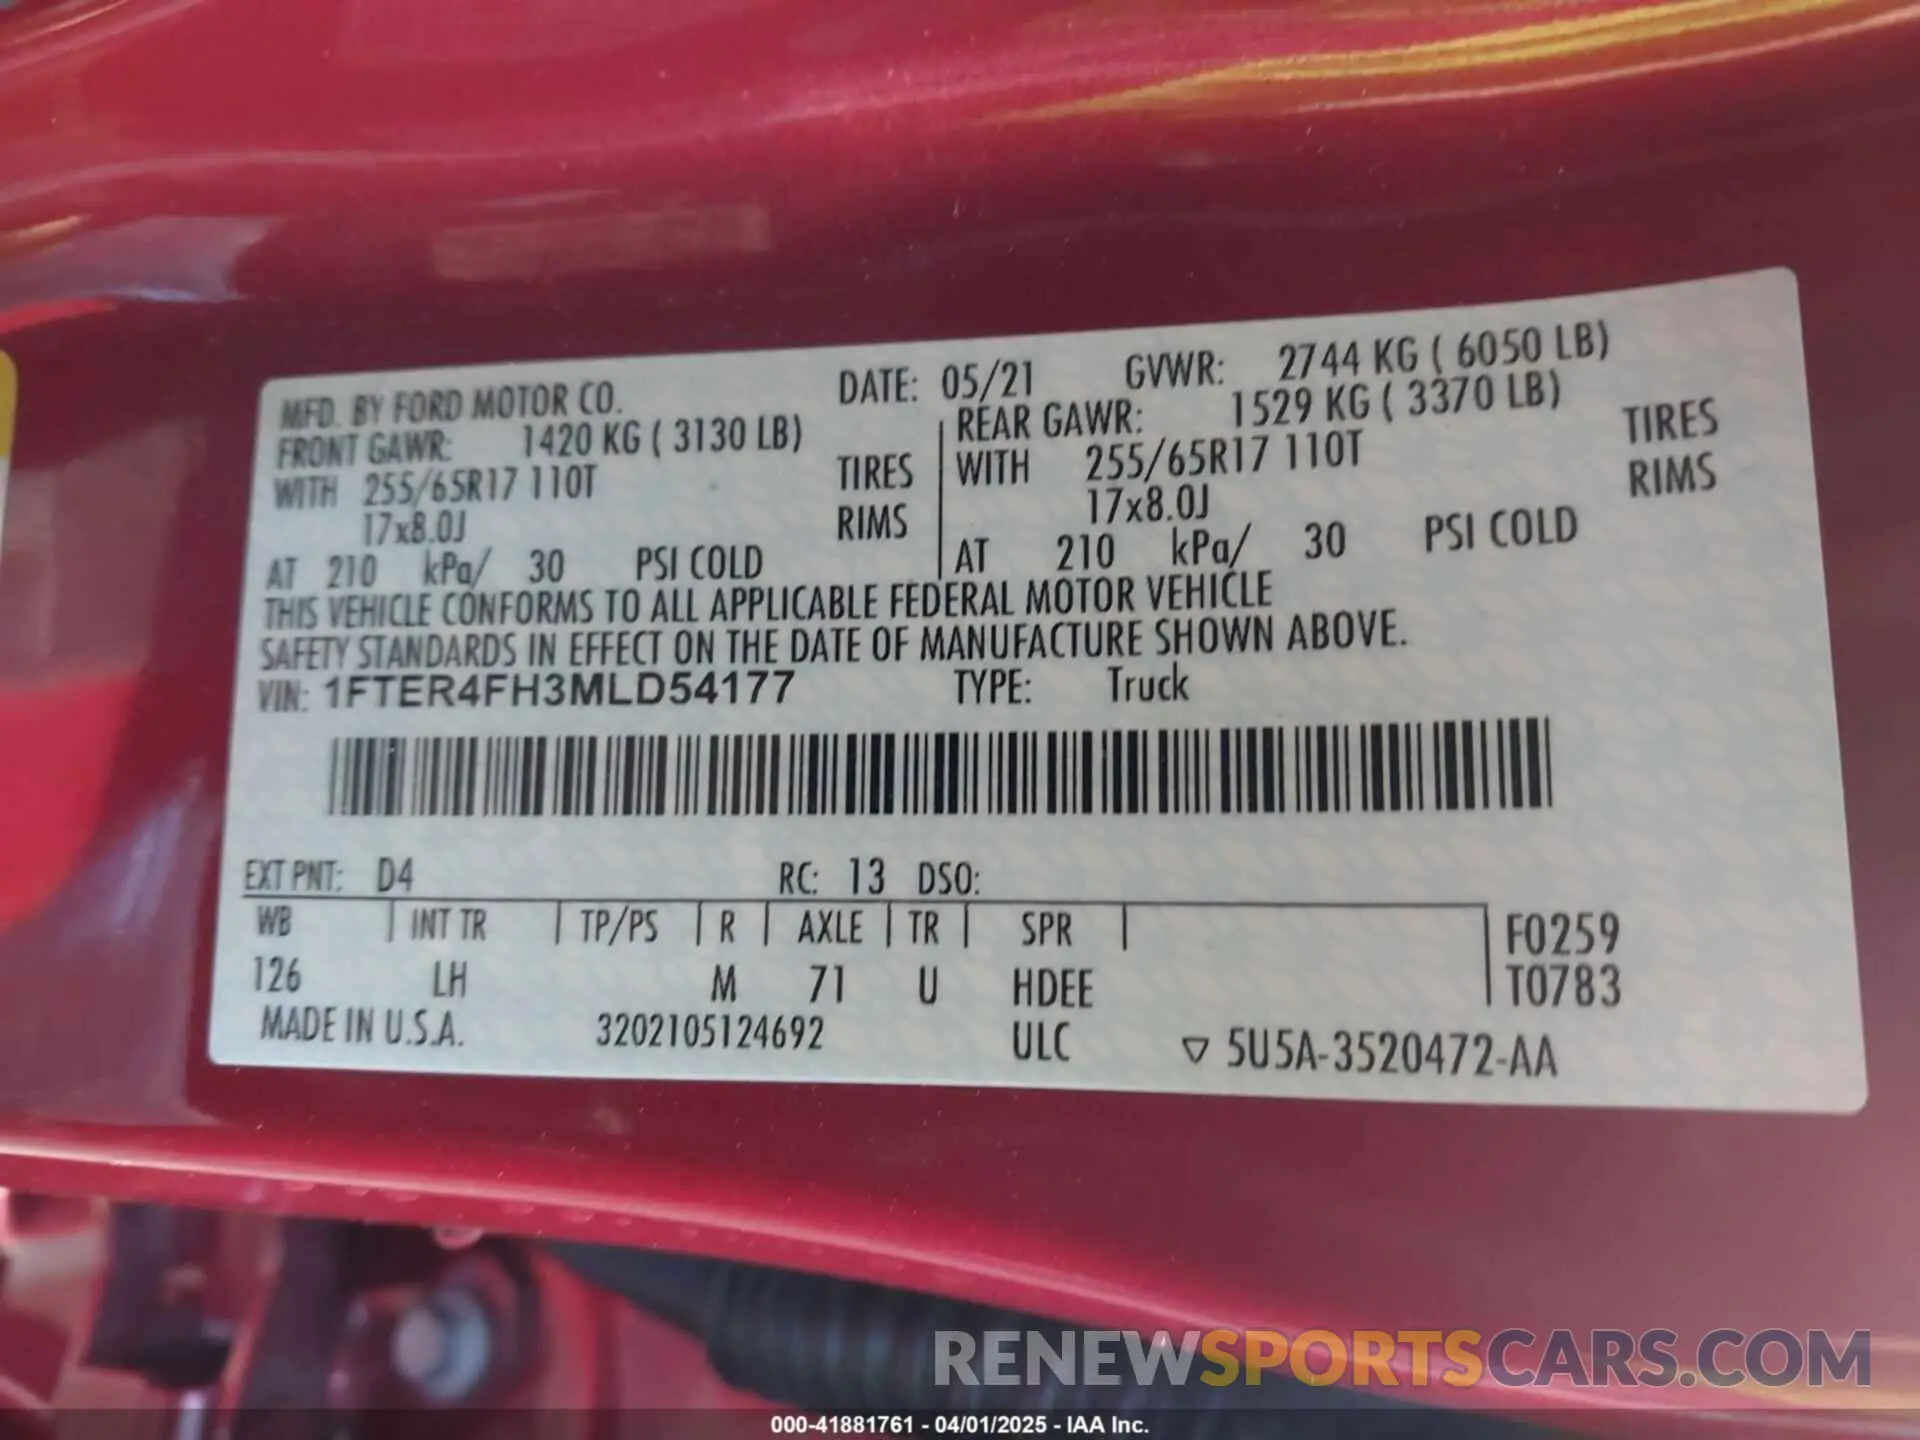 MFD. BY FORD MOTOR CO. DATE: 05/21 GVWR: 2744 KG ( 6050 LB)
FRONT GAWR: 1420 KG ( 3130 LB) REAR GAWR: 1529 KG ( 3370 LB)
WITH 255/65R17 110T TIRES WITH 255/65R17 110T TIRES
17x8.0J RIMS 17x8.0J RIMS
AT 210 kPa/ 30 PSI COLD AT 210 kPa/ 30 PSI COLD
THIS VEHICLE CONFORMS TO ALL APPLICABLE FEDERAL MOTOR VEHICLE
SAFETY STANDARDS IN EFFECT ON THE DATE OF MANUFACTURE SHOWN ABOVE.
VIN: 1FTER4FH3MLD54177 TYPE: Truck
EXT PNT: D4 RC: 13 DSO:
WB | INT TR | TP/PS | R | AXLE | TR | SPR | F0259
126 LH M 71 U HDEE T0783
MADE IN U.S.A. 3202105124692 ULC ▽ 5U5A-3520472-AA
RENEWSPORTSCARS.COM
000-41881761 - 04/01/2025 - IAA Inc.